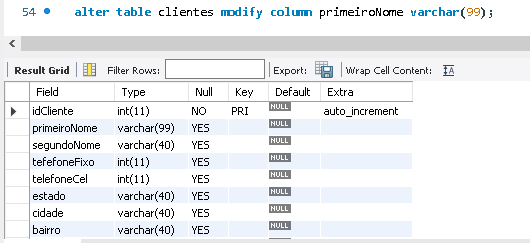 54 alter table clientes modify column primeiroNome varchar(99);
Result Grid Filter Rows: Export: Wrap Cell Content: IA
Field Type Null Key Default Extra
idCliente int(11) NO PRI NULL auto_increment
primeiroNome varchar(99) YES NULL
segundoNome varchar(40) YES NULL
tefefoneFixo int(11) YES NULL
telefoneCel int(11) YES NULL
estado varchar(40) YES NULL
cidade varchar(40) YES NULL
bairro varchar(40) YES NULL